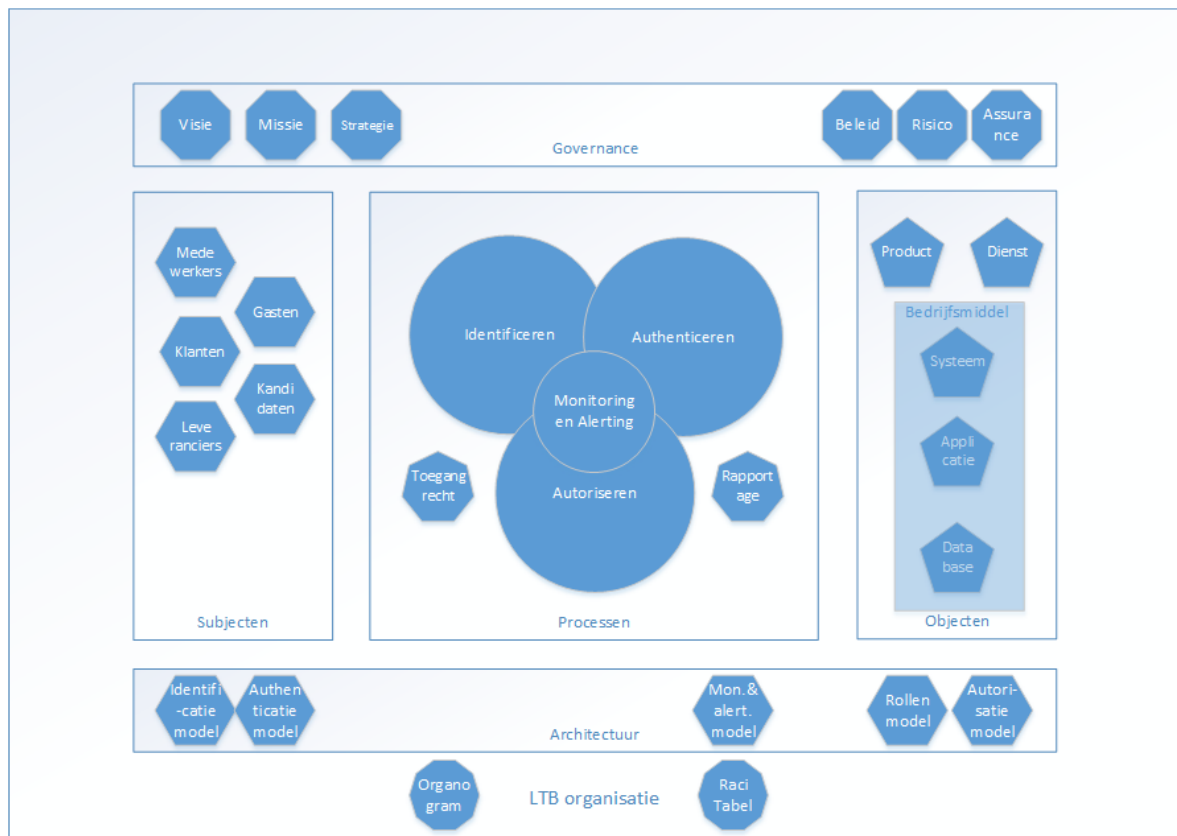 Visie
Missie
Strategie
Beleid
Risico
Assura
nce
Governance
Mede
werkers
Gasten
Klanten
Kandi
daten
Leve
ranciers
Subjecten
Identificeren
Authenticeren
Monitoring
en Alerting
Autoriseren
Toegang
recht
Rapport
age
Processen
Product
Dienst
Bedrijfsmiddel
Systeem
Appli
catie
Data
base
Objecten
Identifi
-catie
model
Authen
ticatie
model
Mon.&
alert.
model
Rollen
model
Autori-
satie
model
Architectuur
Organo
gram
LTB organisatie
Raci
Tabel